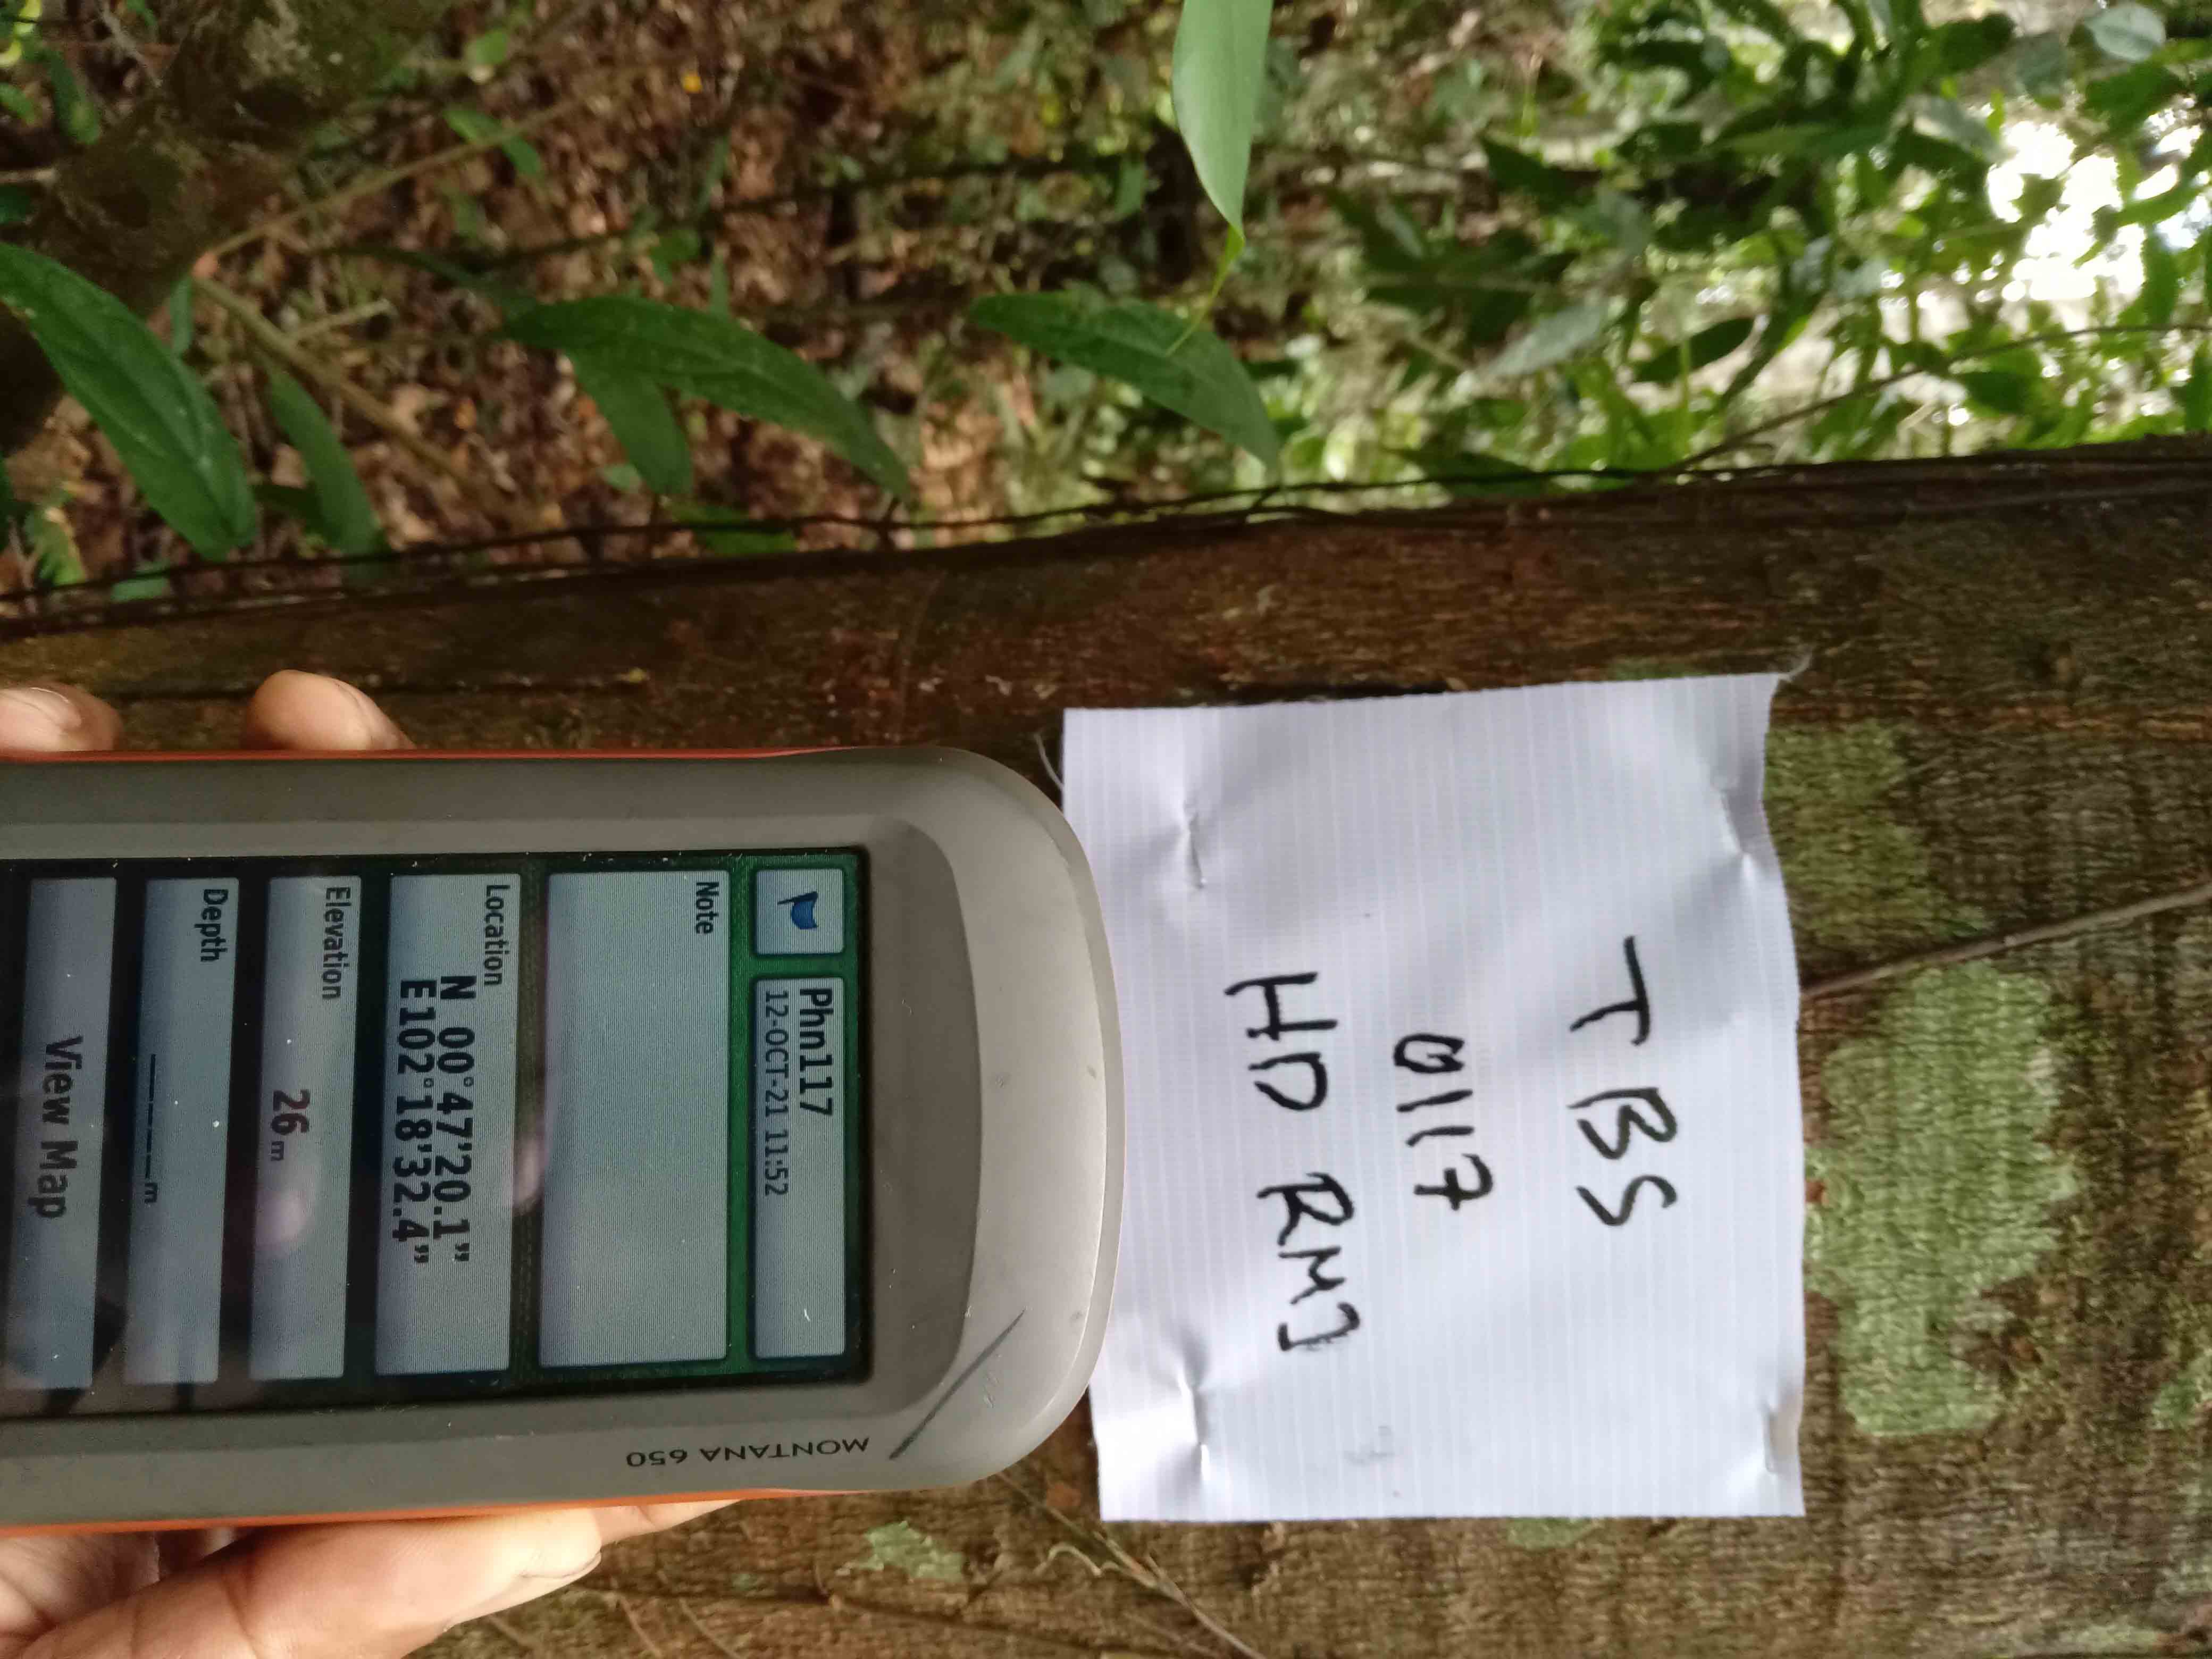 TBS
0117
HD RMJ
MONTANA 650
Phn117
12-OCT-21 11:52
Note
Location
N 00°47'20.1"
E102°18'32.4"
Elevation
26 m
Depth
_____m
View Map